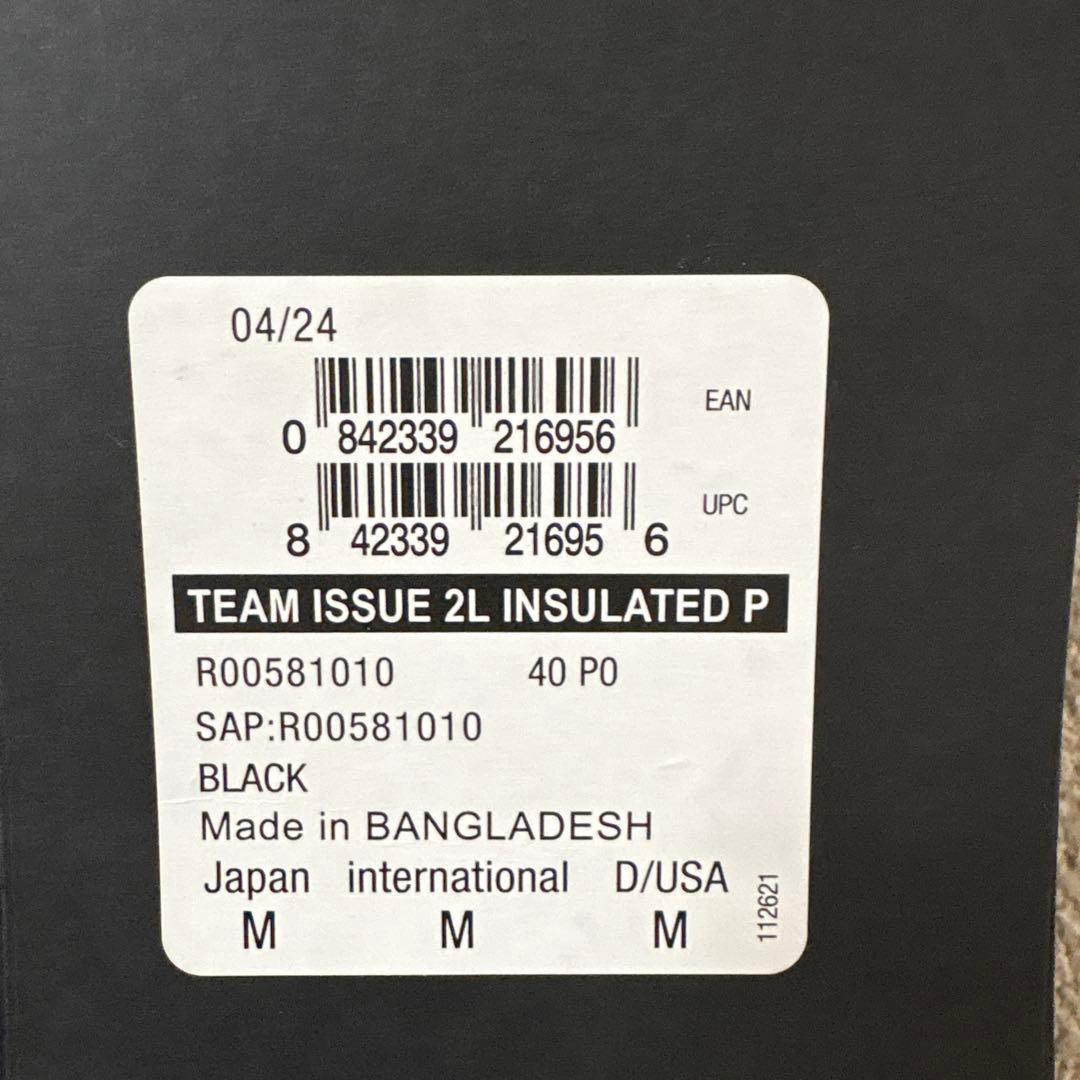 04/24
EAN
0 842339 216956
UPC
8 42339 21695 6
TEAM ISSUE 2L INSULATED P
R00581010 40 P0
SAP:R00581010
BLACK
Made in BANGLADESH
Japan international D/USA
M M M
112621